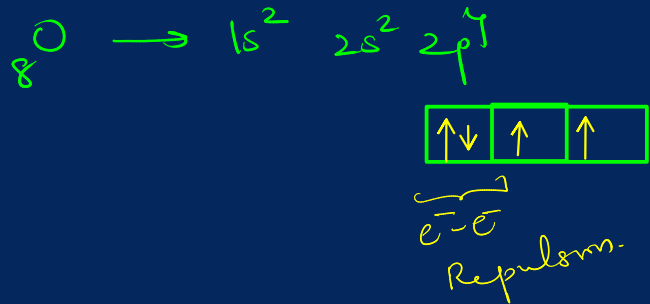 ₈O → 1s² 2s² 2p⁴
↑↓ ↑ ↑
e⁻-e⁻
Repulsion.